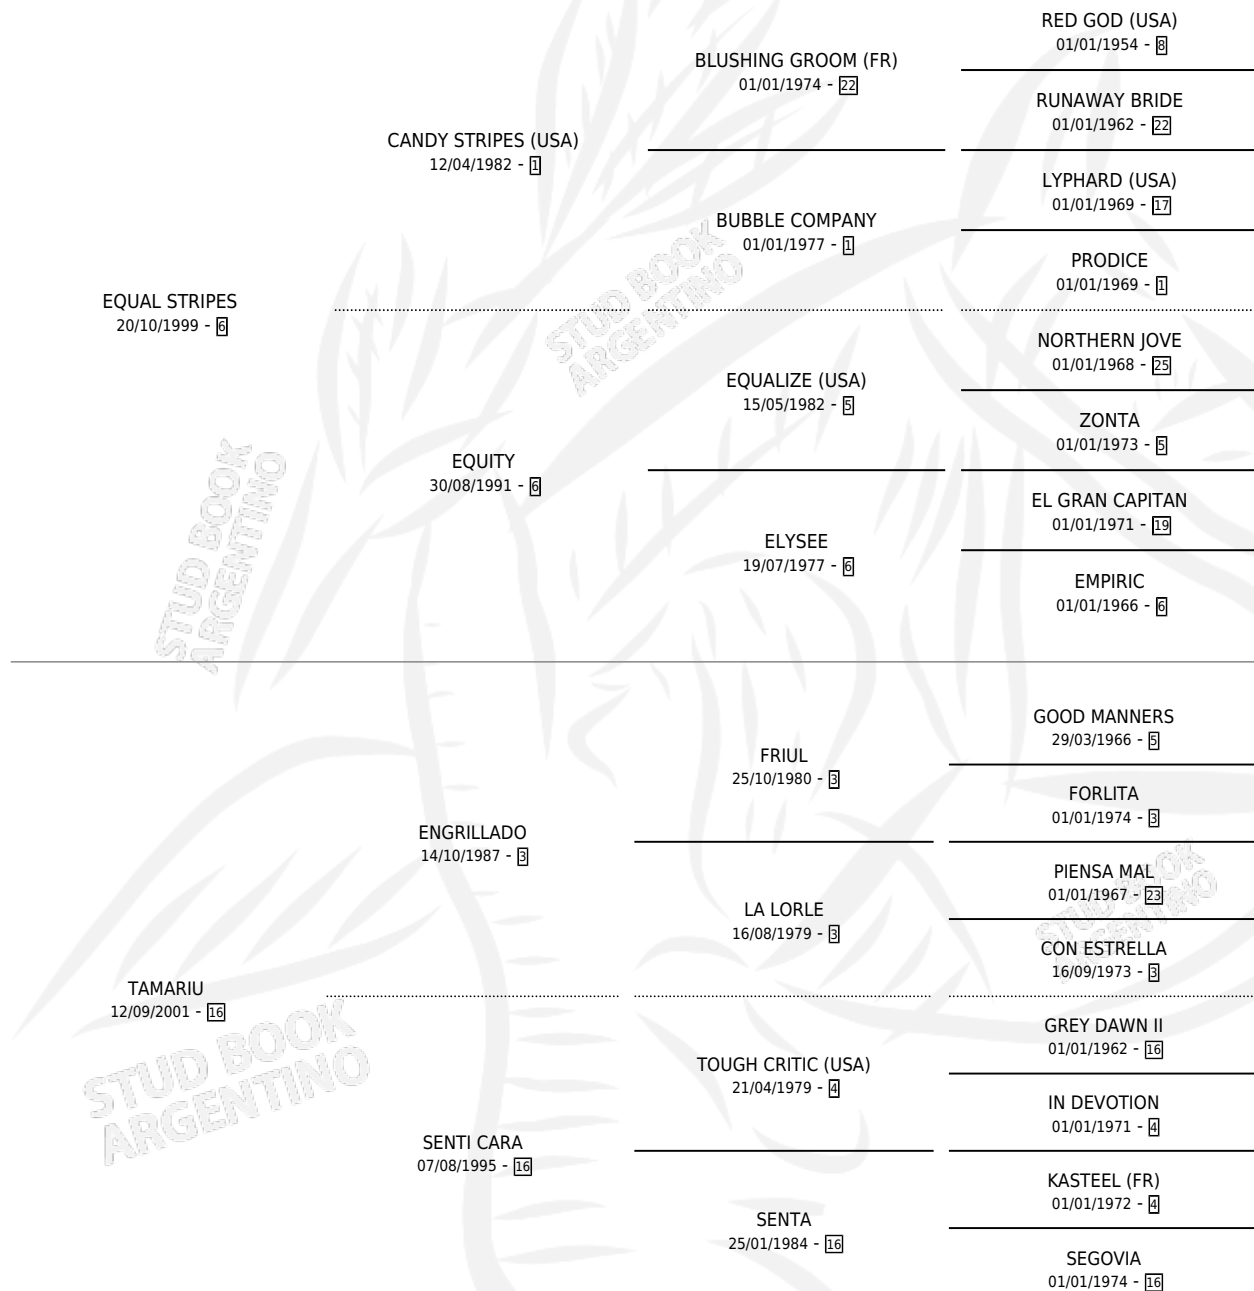 RED GOD (USA)
01/01/1954 - 8
BLUSHING GROOM (FR)
01/01/1974 - 22
RUNAWAY BRIDE
01/01/1962 - 22
CANDY STRIPES (USA)
12/04/1982 - 1
LYPHARD (USA)
01/01/1969 - 17
BUBBLE COMPANY
01/01/1977 - 1
PRODICE
01/01/1969 - 1
EQUAL STRIPES
20/10/1999 - 6
NORTHERN JOVE
01/01/1968 - 25
EQUALIZE (USA)
15/05/1982 - 5
ZONTA
01/01/1973 - 5
EQUITY
30/08/1991 - 6
EL GRAN CAPITAN
01/01/1971 - 19
ELYSEE
19/07/1977 - 6
EMPIRIC
01/01/1966 - 6
STUD BOOK
ARGENTINO
STUD BOOK
ARGENTINO
GOOD MANNERS
29/03/1966 - 5
FRIUL
25/10/1980 - 3
FORLITA
01/01/1974 - 3
ENGRILLADO
14/10/1987 - 3
PIENSA MAL
01/01/1967 - 23
LA LORLE
16/08/1979 - 3
CON ESTRELLA
16/09/1973 - 3
TAMARIU
12/09/2001 - 16
GREY DAWN II
01/01/1962 - 16
TOUGH CRITIC (USA)
21/04/1979 - 4
IN DEVOTION
01/01/1971 - 4
SENTI CARA
07/08/1995 - 16
KASTEEL (FR)
01/01/1972 - 4
SENTA
25/01/1984 - 16
SEGOVIA
01/01/1974 - 16
STUD BOOK
ARGENTINO
STUD BOOK
ARGENTINO